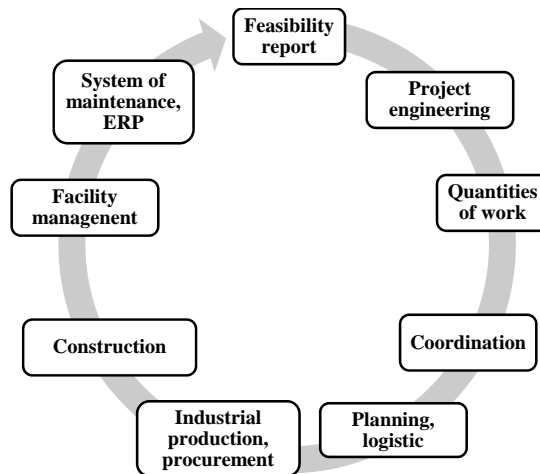 Feasibility
report
Project
engineering
Quantities
of work
Coordination
Planning,
logistic
Industrial
production,
procurement
Construction
Facility
managenent
System of
maintenance,
ERP